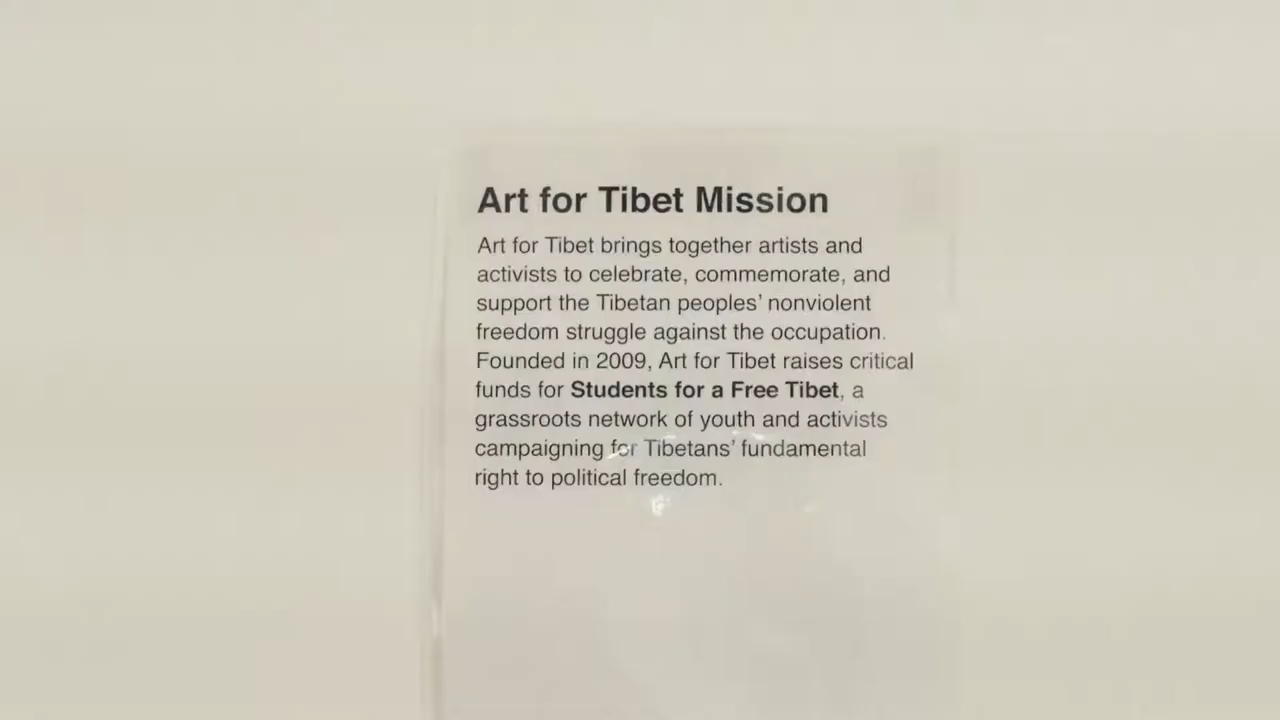 Art for Tibet Mission
Art for Tibet brings together artists and
activists to celebrate, commemorate, and
support the Tibetan peoples’ nonviolent
freedom struggle against the occupation.
Founded in 2009, Art for Tibet raises critical
funds for Students for a Free Tibet, a
grassroots network of youth and activists
campaigning for Tibetans’ fundamental
right to political freedom.